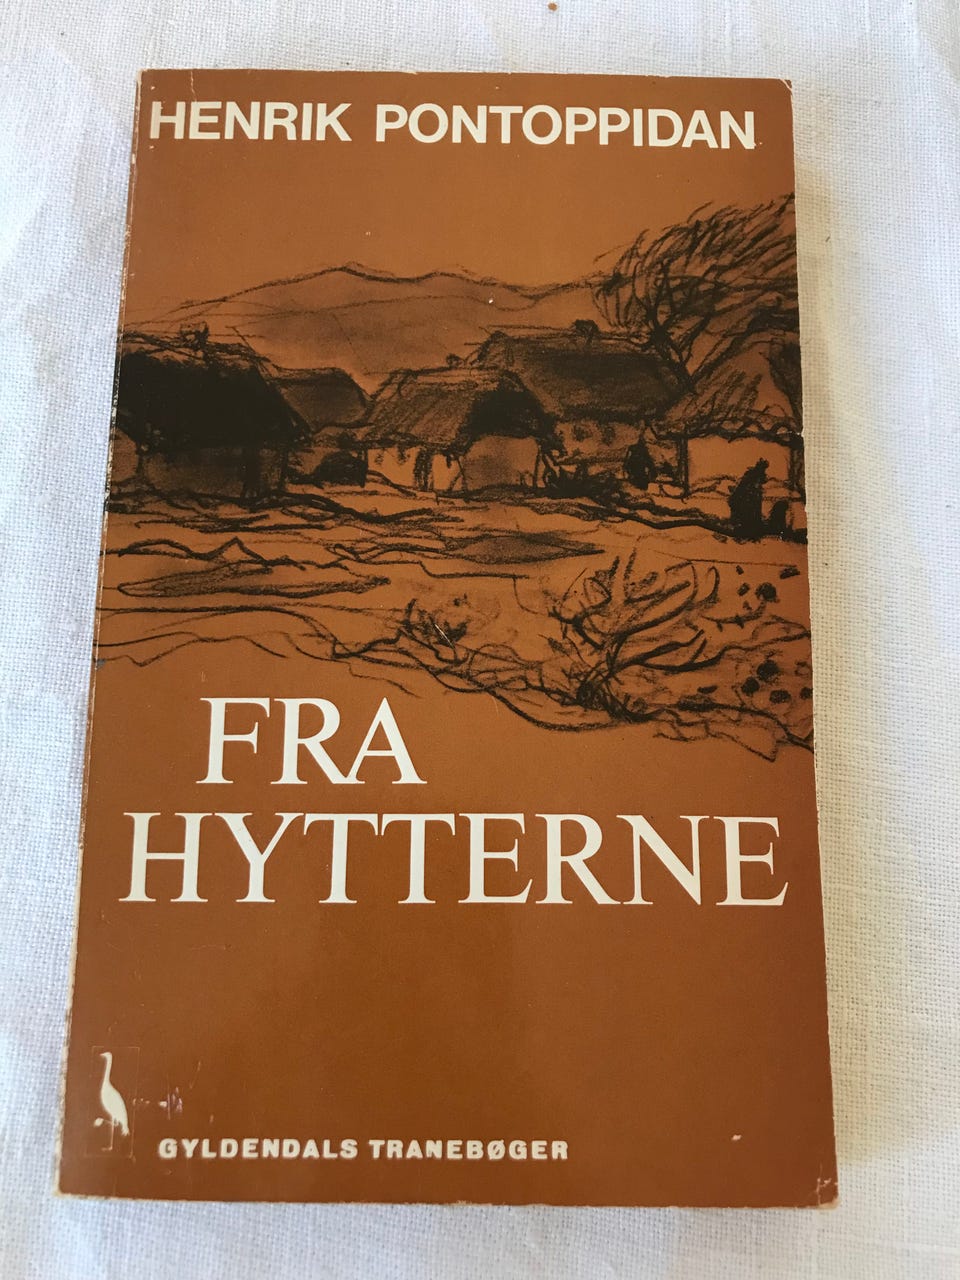 HENRIK PONTOPPIDAN
FRA
HYTTERNE
GYLDENDALS TRANEBØGER